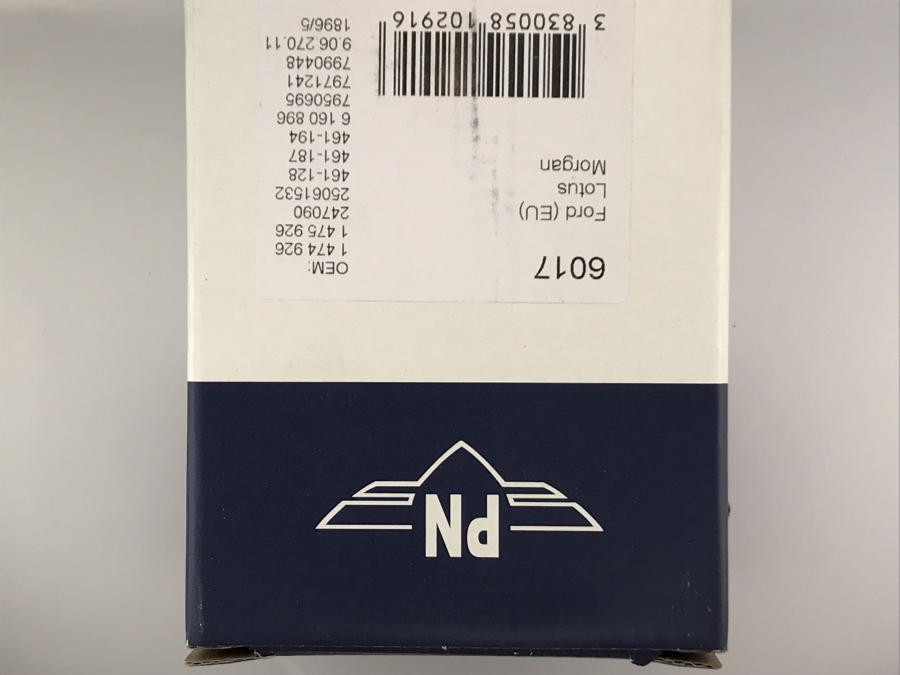 PN
6017
Ford (EU)
Lotus
Morgan
3 830058 102916
OEM:
1 474 926
1 475 926
247090
25061532
461-128
461-187
461-194
6 160 896
7950695
7971241
7990448
9.06.270.11
1896/5